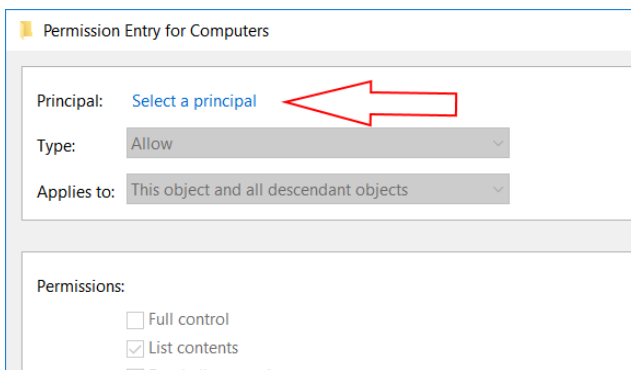 Permission Entry for Computers
Principal: Select a principal
Type: Allow
Applies to: This object and all descendant objects
Permissions:
Full control
List contents